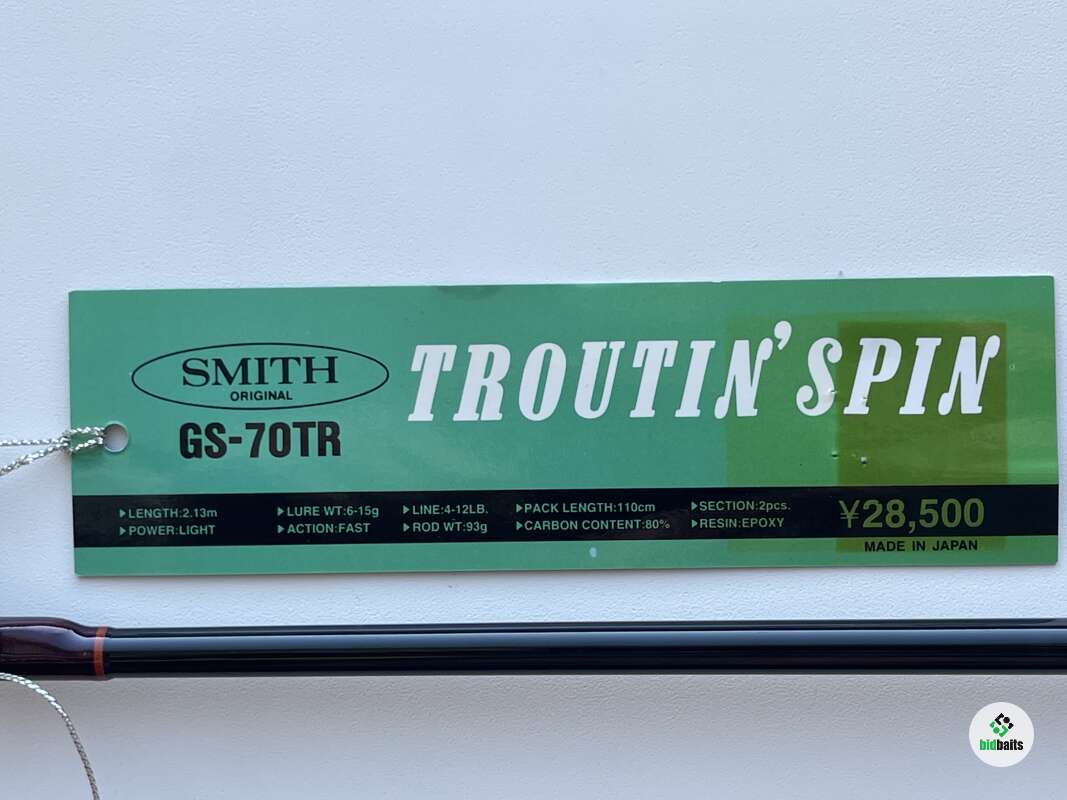 SMITH
ORIGINAL
GS-70TR
TROUTIN' SPIN
▶LENGTH:2.13m ▶LURE WT:6-15g ▶LINE:4-12LB. ▶PACK LENGTH:110cm ▶SECTION:2pcs.
▶POWER:LIGHT ▶ACTION:FAST ▶ROD WT:93g ▶CARBON CONTENT:80% ▶RESIN:EPOXY
¥28,500
MADE IN JAPAN
bidbaits